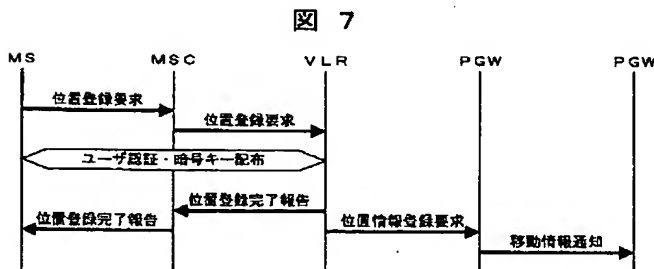 図 7
MS MSC VLR PGW PGW
位置登録要求
位置登録要求
ユーザ認証・暗号キー配布
位置登録完了報告
位置登録完了報告
位置情報登録要求
移動情報通知